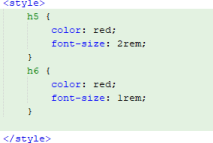 <style>
    h5 {
        color: red;
        font-size: 2rem;
    }
    h6 {
        color: red;
        font-size: 1rem;
    }

</style>